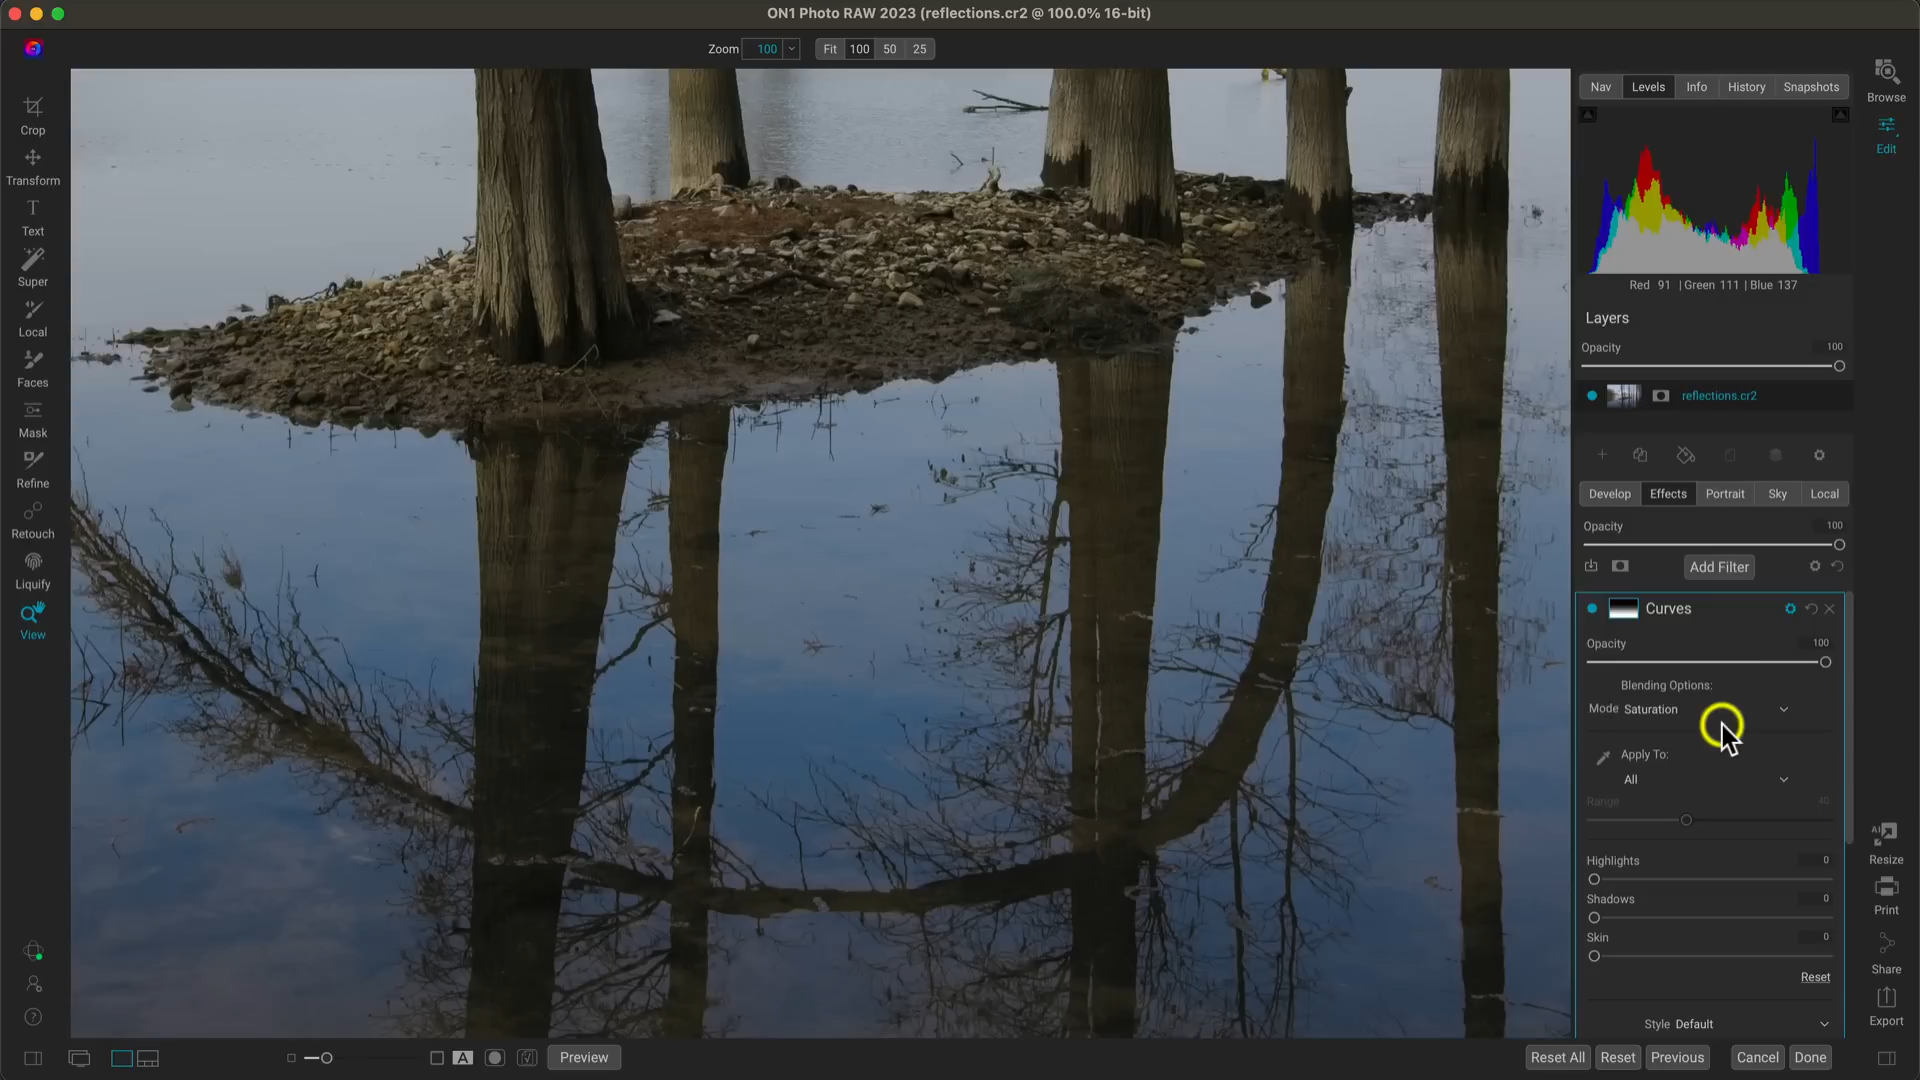 ON1 Photo RAW 2023 (reflections.cr2 @ 100.0% 16-bit)
Zoom 100 Fit 100 50 25
Crop
Transform
Text
Super
Local
Faces
Mask
Refine
Retouch
Liquify
View
Nav Levels Info History Snapshots
Red 91 | Green 111 | Blue 137
Layers
Opacity 100
reflections.cr2
Develop Effects Portrait Sky Local
Opacity 100
Add Filter
Curves
Opacity 100
Blending Options:
Mode Saturation
Apply To:
All
Range 40
Highlights 0
Shadows 0
Skin 0
Reset
Style Default
Browse
Edit
AI
Resize
Print
Share
Export
A Preview
Reset All Reset Previous Cancel Done